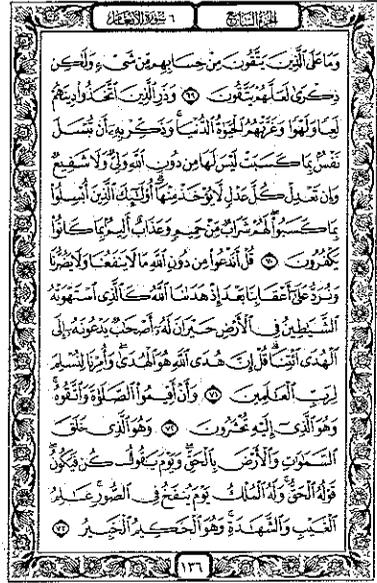 الجزء السابع
٦ سورة الأنعام
وَمَا عَلَى ٱلَّذِينَ يَتَّقُونَ مِنْ حِسَابِهِم مِّن شَىْءٍ وَلَٰكِن
ذِكْرَىٰ لَعَلَّهُمْ يَتَّقُونَ ٦٩ وَذَرِ ٱلَّذِينَ ٱتَّخَذُوا۟ دِينَهُمْ
لَعِبًا وَلَهْوًا وَغَرَّتْهُمُ ٱلْحَيَوٰةُ ٱلدُّنْيَا ۚ وَذَكِّرْ بِهِۦٓ أَن تُبْسَلَ
نَفْسٌۢ بِمَا كَسَبَتْ لَيْسَ لَهَا مِن دُونِ ٱللَّهِ وَلِىٌّ وَلَا شَفِيعٌ
وَإِن تَعْدِلْ كُلَّ عَدْلٍ لَّا يُؤْخَذْ مِنْهَآ ۗ أُو۟لَٰٓئِكَ ٱلَّذِينَ أُبْسِلُوا۟
بِمَا كَسَبُوا۟ ۖ لَهُمْ شَرَابٌ مِّنْ حَمِيمٍ وَعَذَابٌ أَلِيمٌۢ بِمَا كَانُوا۟
يَكْفُرُونَ ٧٠ قُلْ أَنَدْعُوا۟ مِن دُونِ ٱللَّهِ مَا لَا يَنفَعُنَا وَلَا يَضُرُّنَا
وَنُرَدُّ عَلَىٰٓ أَعْقَابِنَا بَعْدَ إِذْ هَدَىٰنَا ٱللَّهُ كَٱلَّذِى ٱسْتَهْوَتْهُ
ٱلشَّيَٰطِينُ فِى ٱلْأَرْضِ حَيْرَانَ لَهُۥٓ أَصْحَٰبٌ يَدْعُونَهُۥٓ إِلَى
ٱلْهُدَى ٱئْتِنَا ۗ قُلْ إِنَّ هُدَى ٱللَّهِ هُوَ ٱلْهُدَىٰ ۖ وَأُمِرْنَا لِنُسْلِمَ
لِرَبِّ ٱلْعَٰلَمِينَ ٧١ وَأَنْ أَقِيمُوا۟ ٱلصَّلَوٰةَ وَٱتَّقُوهُ ۚ
وَهُوَ ٱلَّذِىٓ إِلَيْهِ تُحْشَرُونَ ٧٢ وَهُوَ ٱلَّذِى خَلَقَ
ٱلسَّمَٰوَٰتِ وَٱلْأَرْضَ بِٱلْحَقِّ ۖ وَيَوْمَ يَقُولُ كُن فَيَكُونُ ۚ
قَوْلُهُ ٱلْحَقُّ ۚ وَلَهُ ٱلْمُلْكُ يَوْمَ يُنفَخُ فِى ٱلصُّورِ ۚ عَٰلِمُ
ٱلْغَيْبِ وَٱلشَّهَٰدَةِ ۚ وَهُوَ ٱلْحَكِيمُ ٱلْخَبِيرُ ٧٣
١٣٦